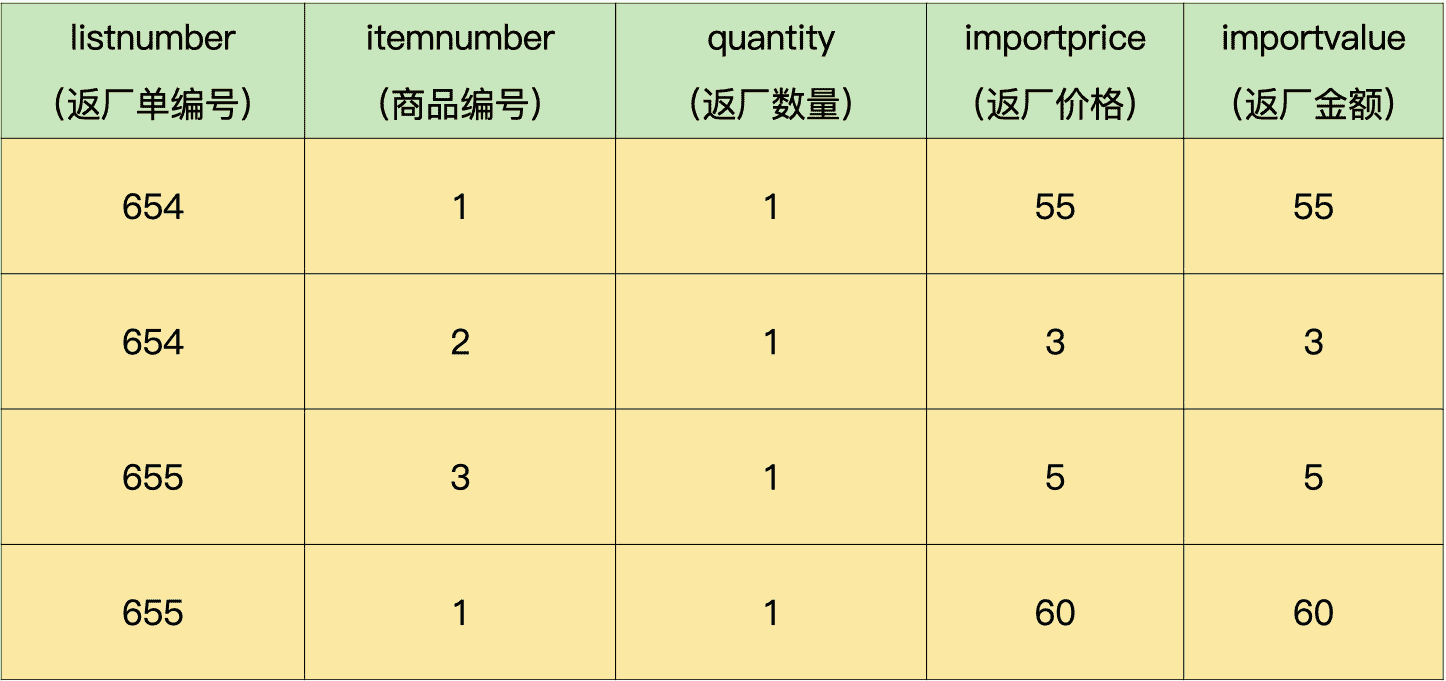 listnumber itemnumber quantity importprice importvalue
（返厂单编号） （商品编号） （返厂数量） （返厂价格） （返厂金额）
654 1 1 55 55
654 2 1 3 3
655 3 1 5 5
655 1 1 60 60